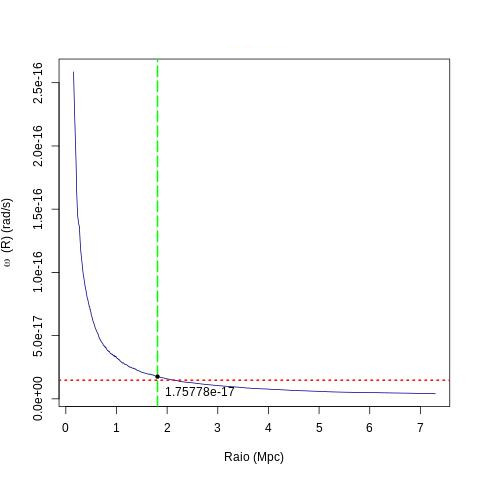 2.5e-16
2.0e-16
1.5e-16
1.0e-16
5.0e-17
0.0e+00
ω (R) (rad/s)
1.75778e-17
0 1 2 3 4 5 6 7
Raio (Mpc)